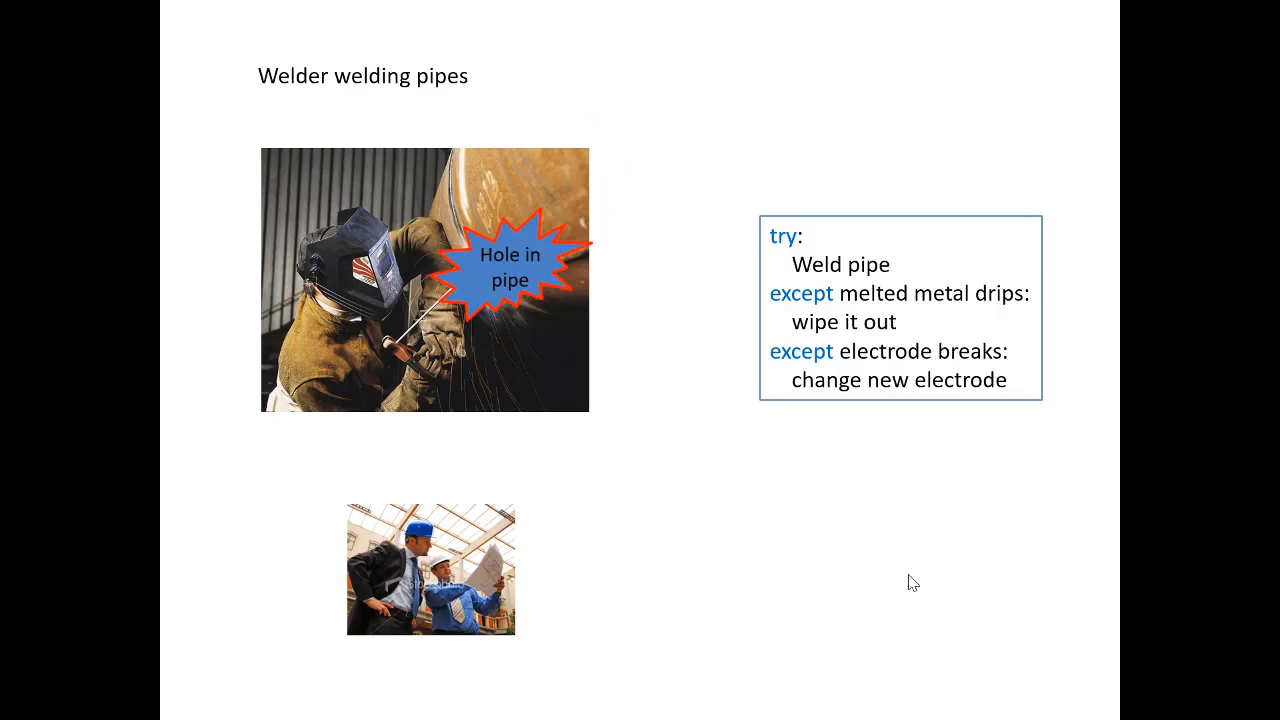 Welder welding pipes
Hole in
pipe
try:
Weld pipe
except melted metal drips:
wipe it out
except electrode breaks:
change new electrode
iStockphoto